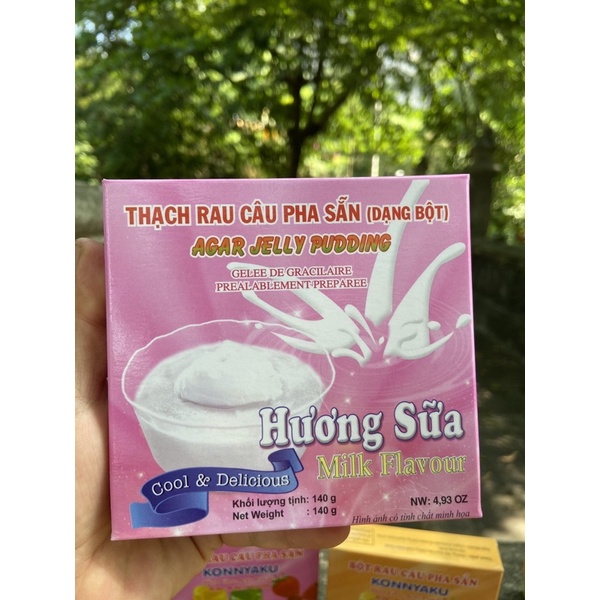 THẠCH RAU CÂU PHA SẴN (DẠNG BỘT)
AGAR JELLY PUDDING
GELEE DE GRACILAIRE
PREALABLEMENT PREPAREE
Hương Sữa
Milk Flavour
Cool & Delicious
Khối lượng tịnh: 140 g
Net Weight : 140 g
NW: 4,93 OZ
Hình ảnh có tính chất minh họa
BỘT RAU CÂU PHA SẴN
KONNYAKU
BỘT RAU CÂU PHA SẴN
KONNYAKU